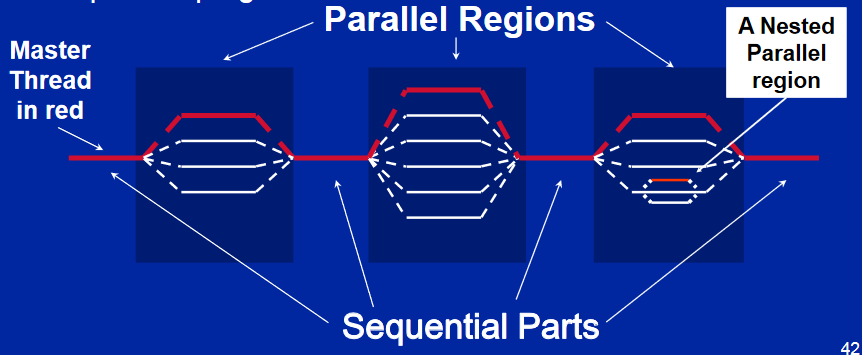 Parallel Regions
Master
Thread
in red
A Nested
Parallel
region
Sequential Parts
42